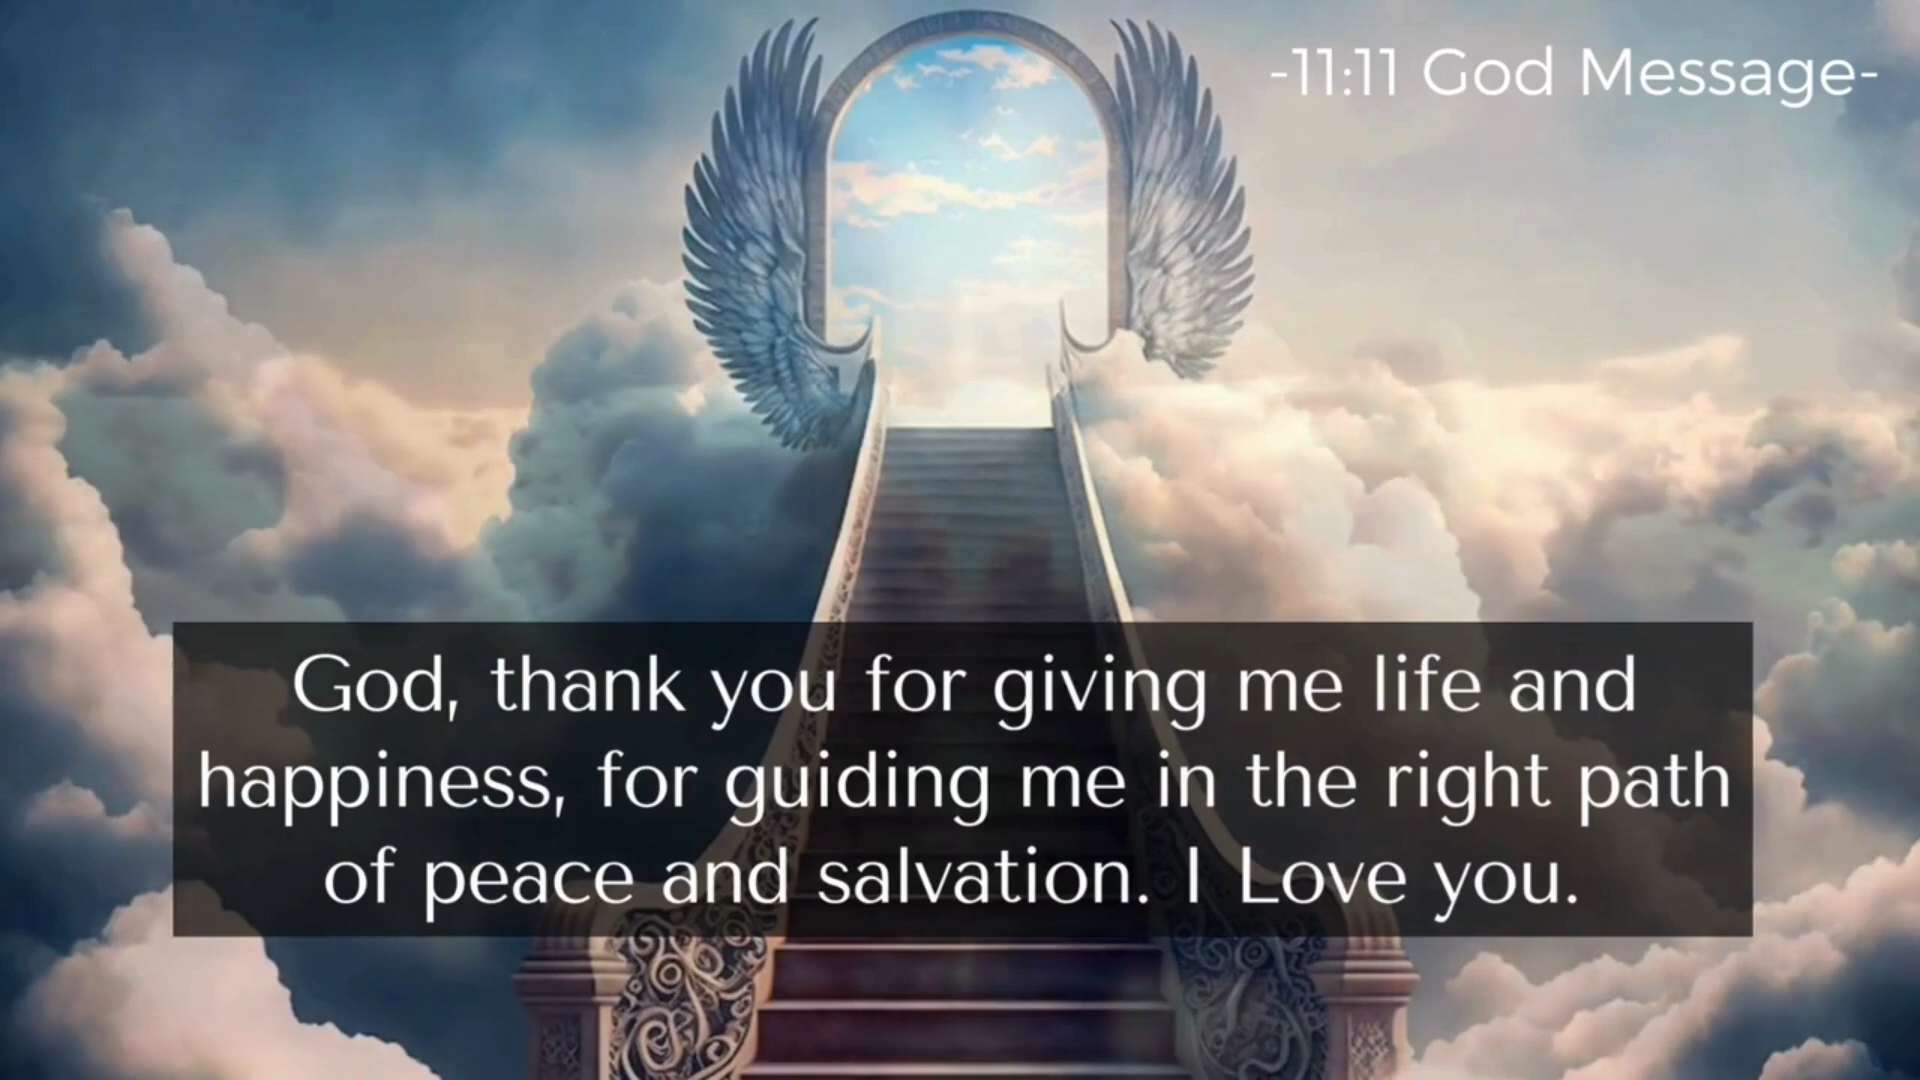 -11:11 God Message-
God, thank you for giving me life and
happiness, for guiding me in the right path
of peace and salvation. I Love you.